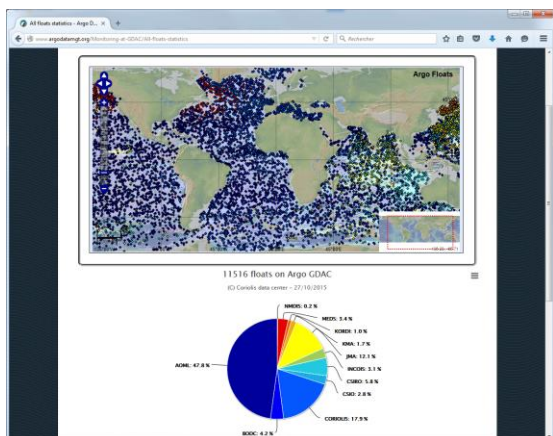 All floats statistics - Argo D...
www.argodatamgt.org/Monitoring-at-GDAC/All-floats-statistics
Rechercher
Argo Floats
11516 floats on Argo GDAC
(C) Coriolis data center - 27/10/2015
NMDIS: 0.2 %
MEDS: 3.4 %
KORDI: 1.0 %
KMA: 1.7 %
JMA: 12.1 %
INCOIS: 3.1 %
CSIRO: 5.8 %
CSIO: 2.8 %
CORIOLIS: 17.9 %
BODC: 4.2 %
AOML: 47.8 %